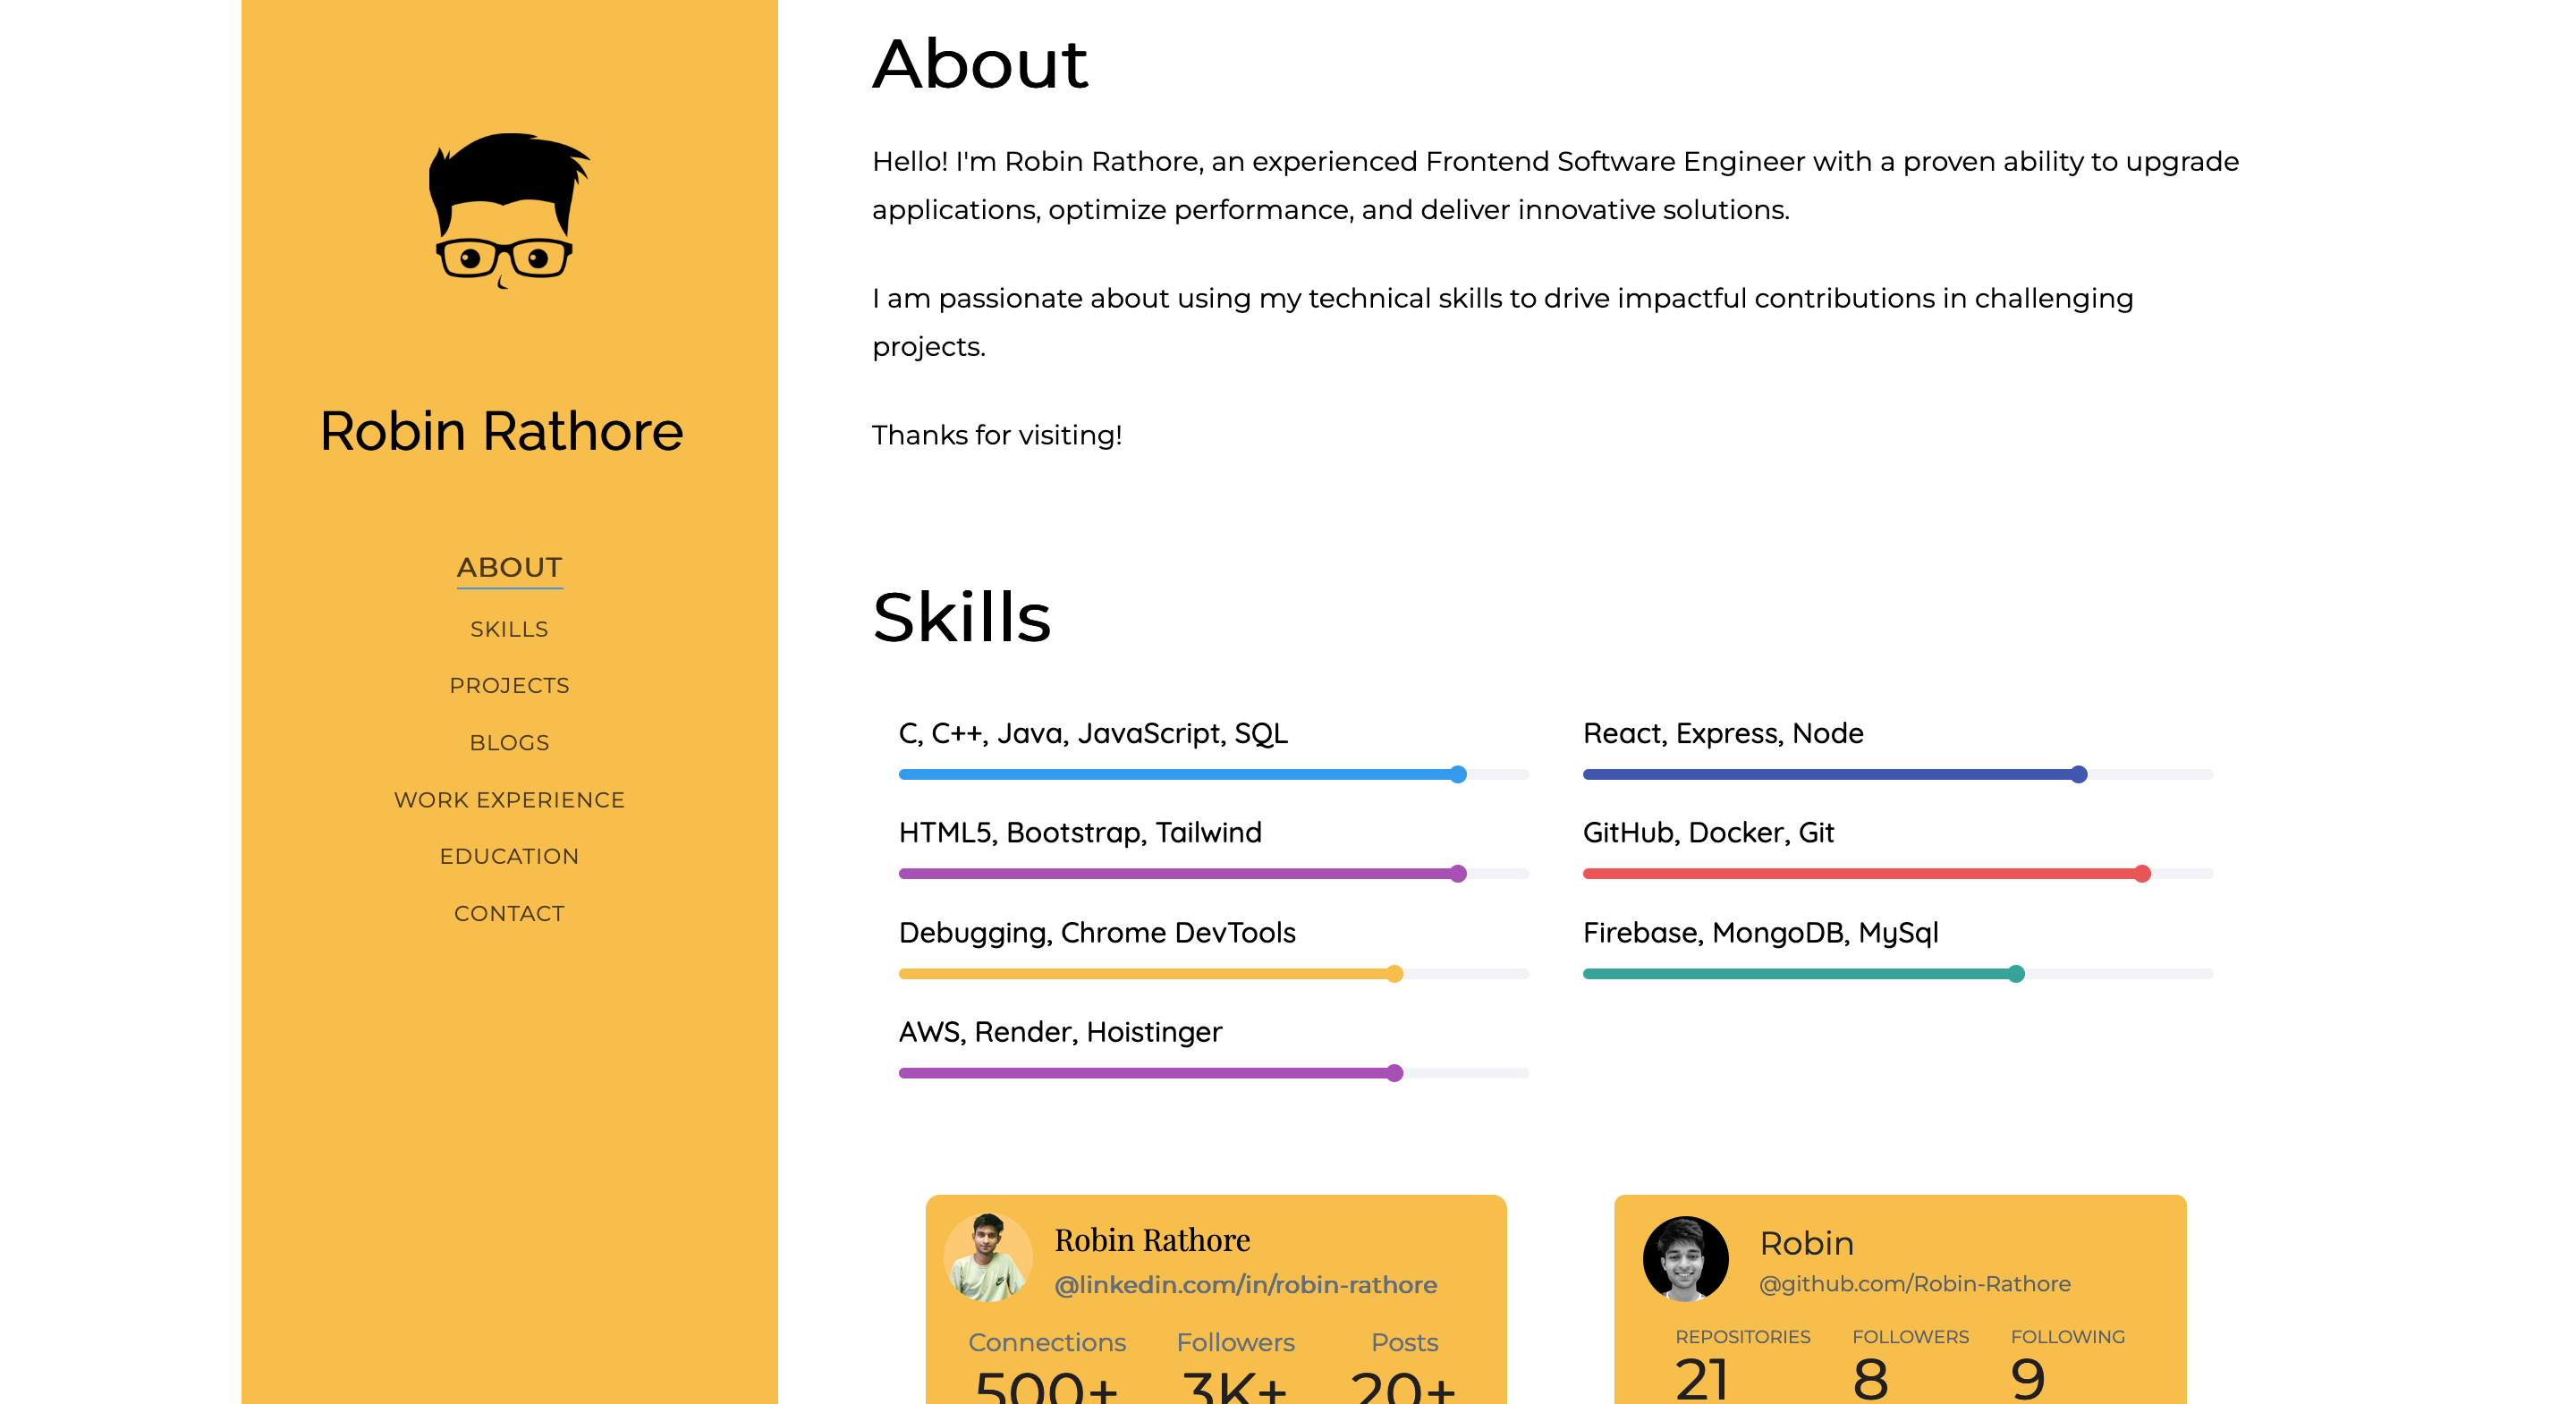 Robin Rathore
ABOUT
SKILLS
PROJECTS
BLOGS
WORK EXPERIENCE
EDUCATION
CONTACT
About
Hello! I'm Robin Rathore, an experienced Frontend Software Engineer with a proven ability to upgrade
applications, optimize performance, and deliver innovative solutions.
I am passionate about using my technical skills to drive impactful contributions in challenging
projects.
Thanks for visiting!
Skills
C, C++, Java, JavaScript, SQL
React, Express, Node
HTML5, Bootstrap, Tailwind
GitHub, Docker, Git
Debugging, Chrome DevTools
Firebase, MongoDB, MySql
AWS, Render, Hoistinger
Robin Rathore
@linkedin.com/in/robin-rathore
Connections Followers Posts
500+ 3K+ 20+
Robin
@github.com/Robin-Rathore
REPOSITORIES FOLLOWERS FOLLOWING
21 8 9